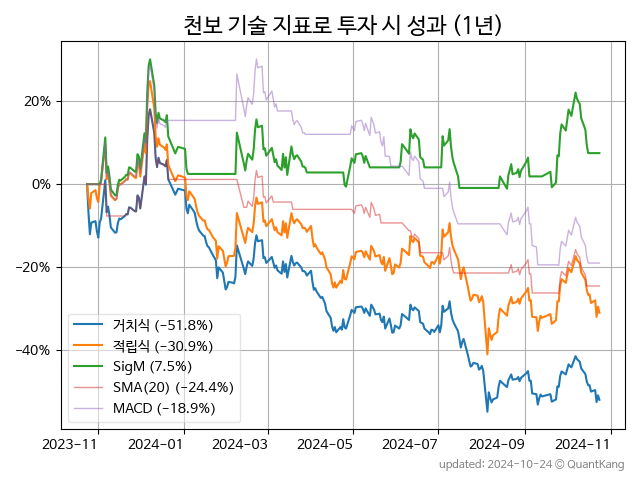 천보 기술 지표로 투자 시 성과 (1년)
20%
0%
−20%
−40%
거치식 (−51.8%)
적립식 (−30.9%)
SigM (7.5%)
SMA(20) (−24.4%)
MACD (−18.9%)
2023-11 2024-01 2024-03 2024-05 2024-07 2024-09 2024-11
updated: 2024-10-24 © QuantKang